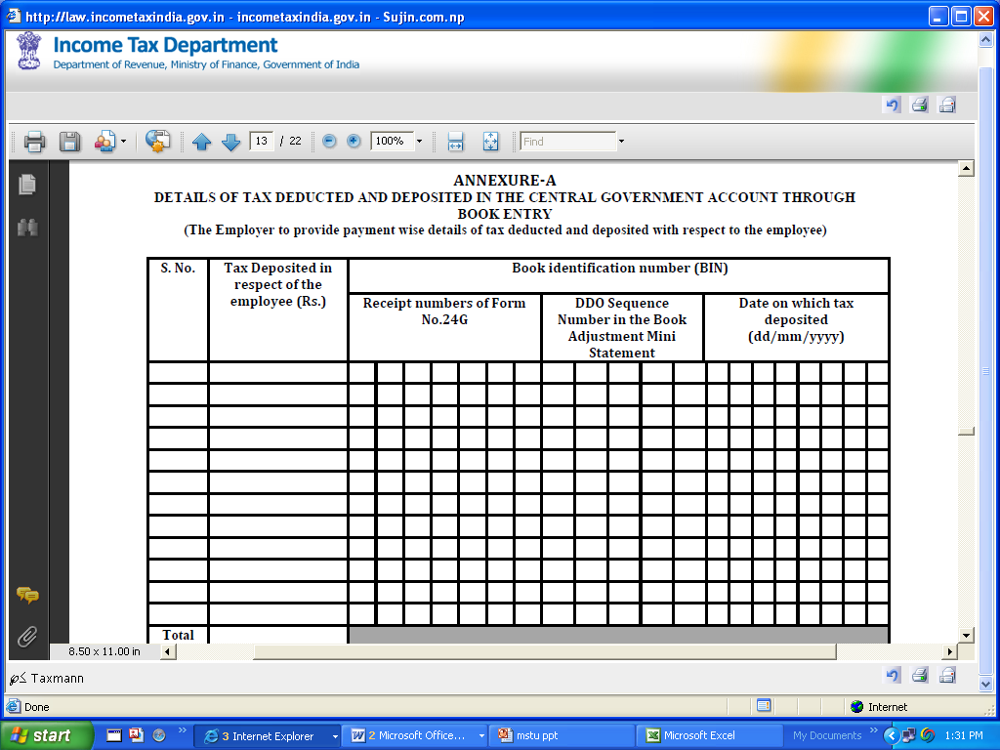 http://law.incometaxindia.gov.in - incometaxindia.gov.in - Sujin.com.np
Income Tax Department
Department of Revenue, Ministry of Finance, Government of India
13 / 22
100%
Find
ANNEXURE-A
DETAILS OF TAX DEDUCTED AND DEPOSITED IN THE CENTRAL GOVERNMENT ACCOUNT THROUGH
BOOK ENTRY
(The Employer to provide payment wise details of tax deducted and deposited with respect to the employee)
S. No.
Tax Deposited in
respect of the
employee (Rs.)
Book identification number (BIN)
Receipt numbers of Form
No.24G
DDO Sequence
Number in the Book
Adjustment Mini
Statement
Date on which tax
deposited
(dd/mm/yyyy)
Total
8.50 x 11.00 in
Taxmann
Done
Internet
start
3 Internet Explorer
2 Microsoft Office...
mstu.ppt
Microsoft Excel
My Documents
1:31 PM